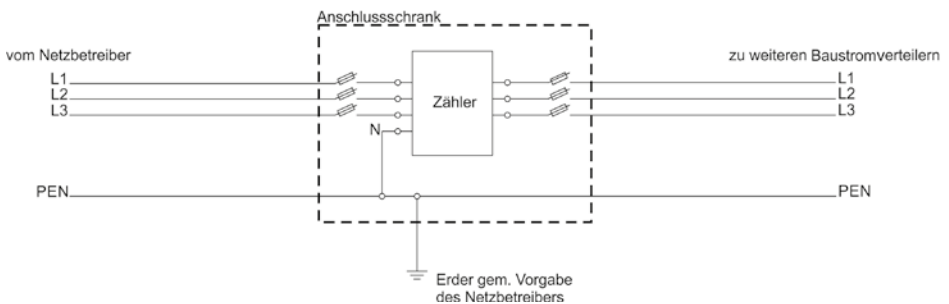 Anschlussschrank
vom Netzbetreiber
zu weiteren Baustromverteilern
L1
L1
L2
L2
L3
L3
Zähler
N
PEN
PEN
Erder gem. Vorgabe
des Netzbetreibers